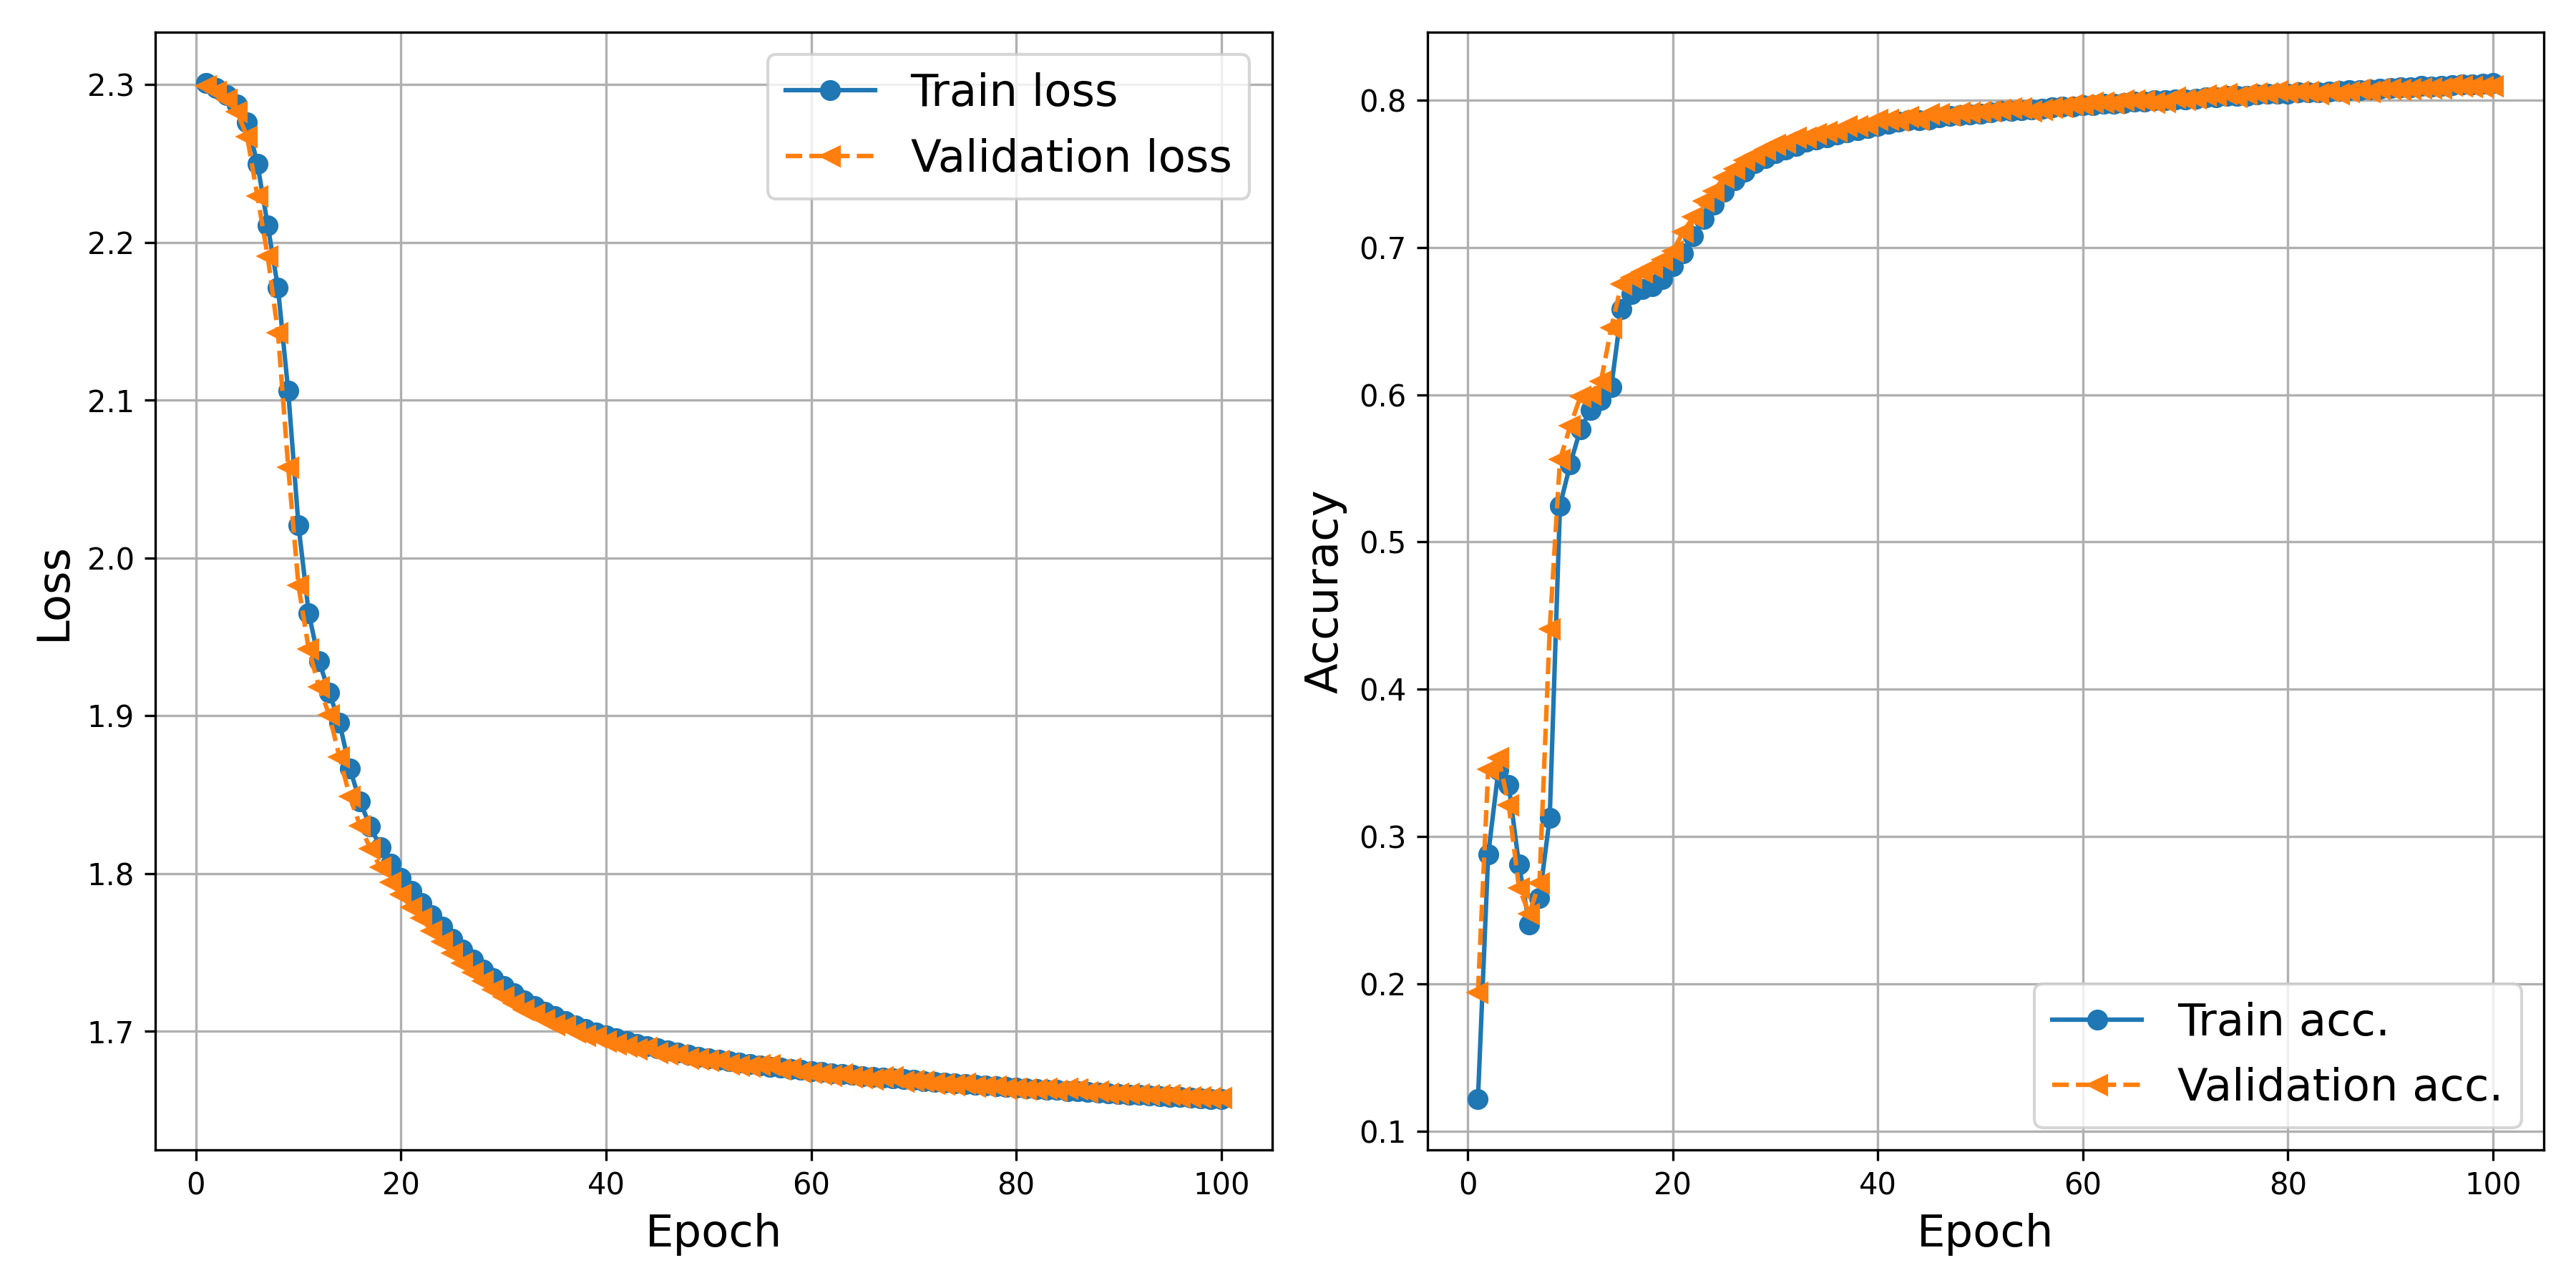 2.3
2.2
2.1
2.0
1.9
1.8
1.7
Loss
0 20 40 60 80 100
Epoch
Train loss
Validation loss
0.8
0.7
0.6
0.5
0.4
0.3
0.2
0.1
Accuracy
0 20 40 60 80 100
Epoch
Train acc.
Validation acc.